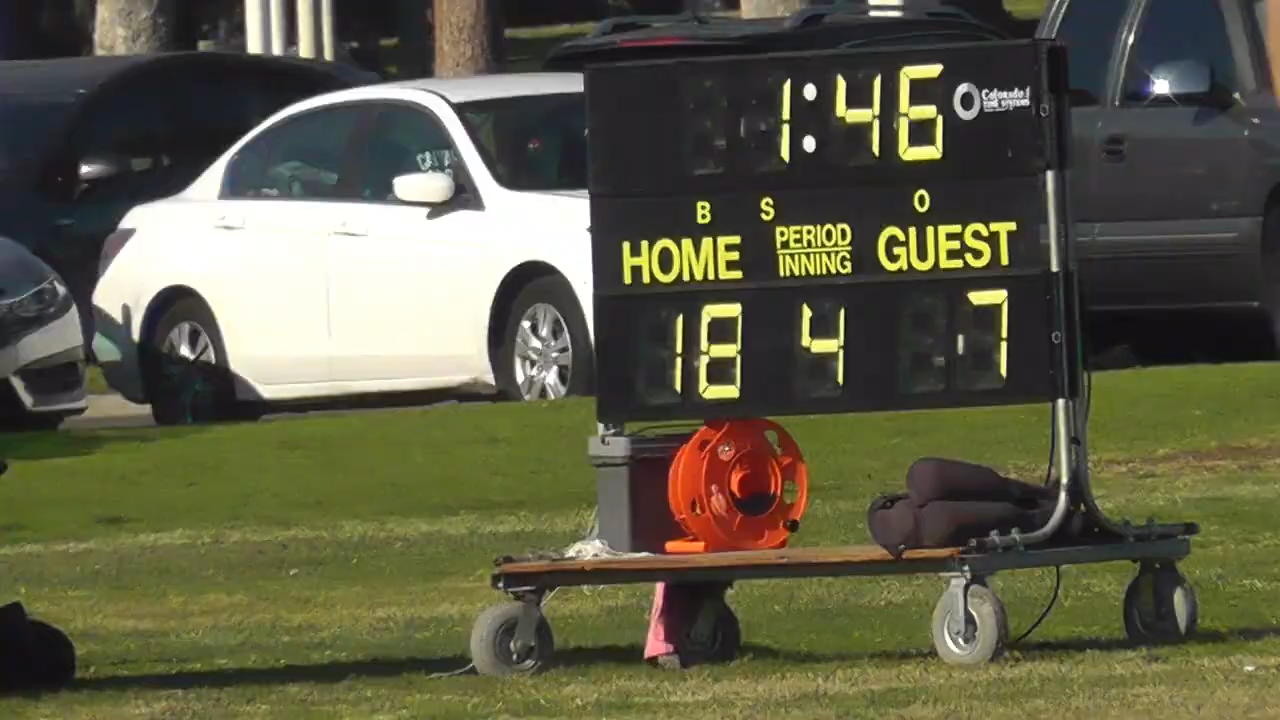 1:46
Colorado
TIME SYSTEMS
B S O
HOME PERIOD GUEST
INNING
18 4 7